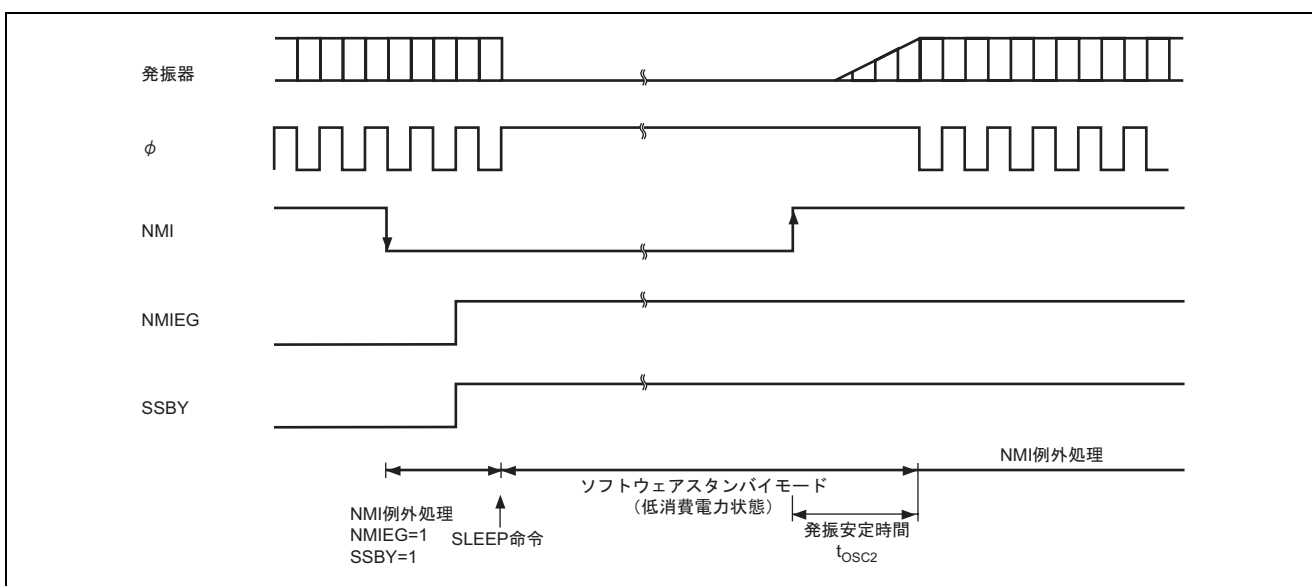 発振器
φ
NMI
NMIEG
SSBY
NMI例外処理
ソフトウェアスタンバイモード
（低消費電力状態）
NMI例外処理
NMIEG=1
SSBY=1
SLEEP命令
発振安定時間
tOSC2